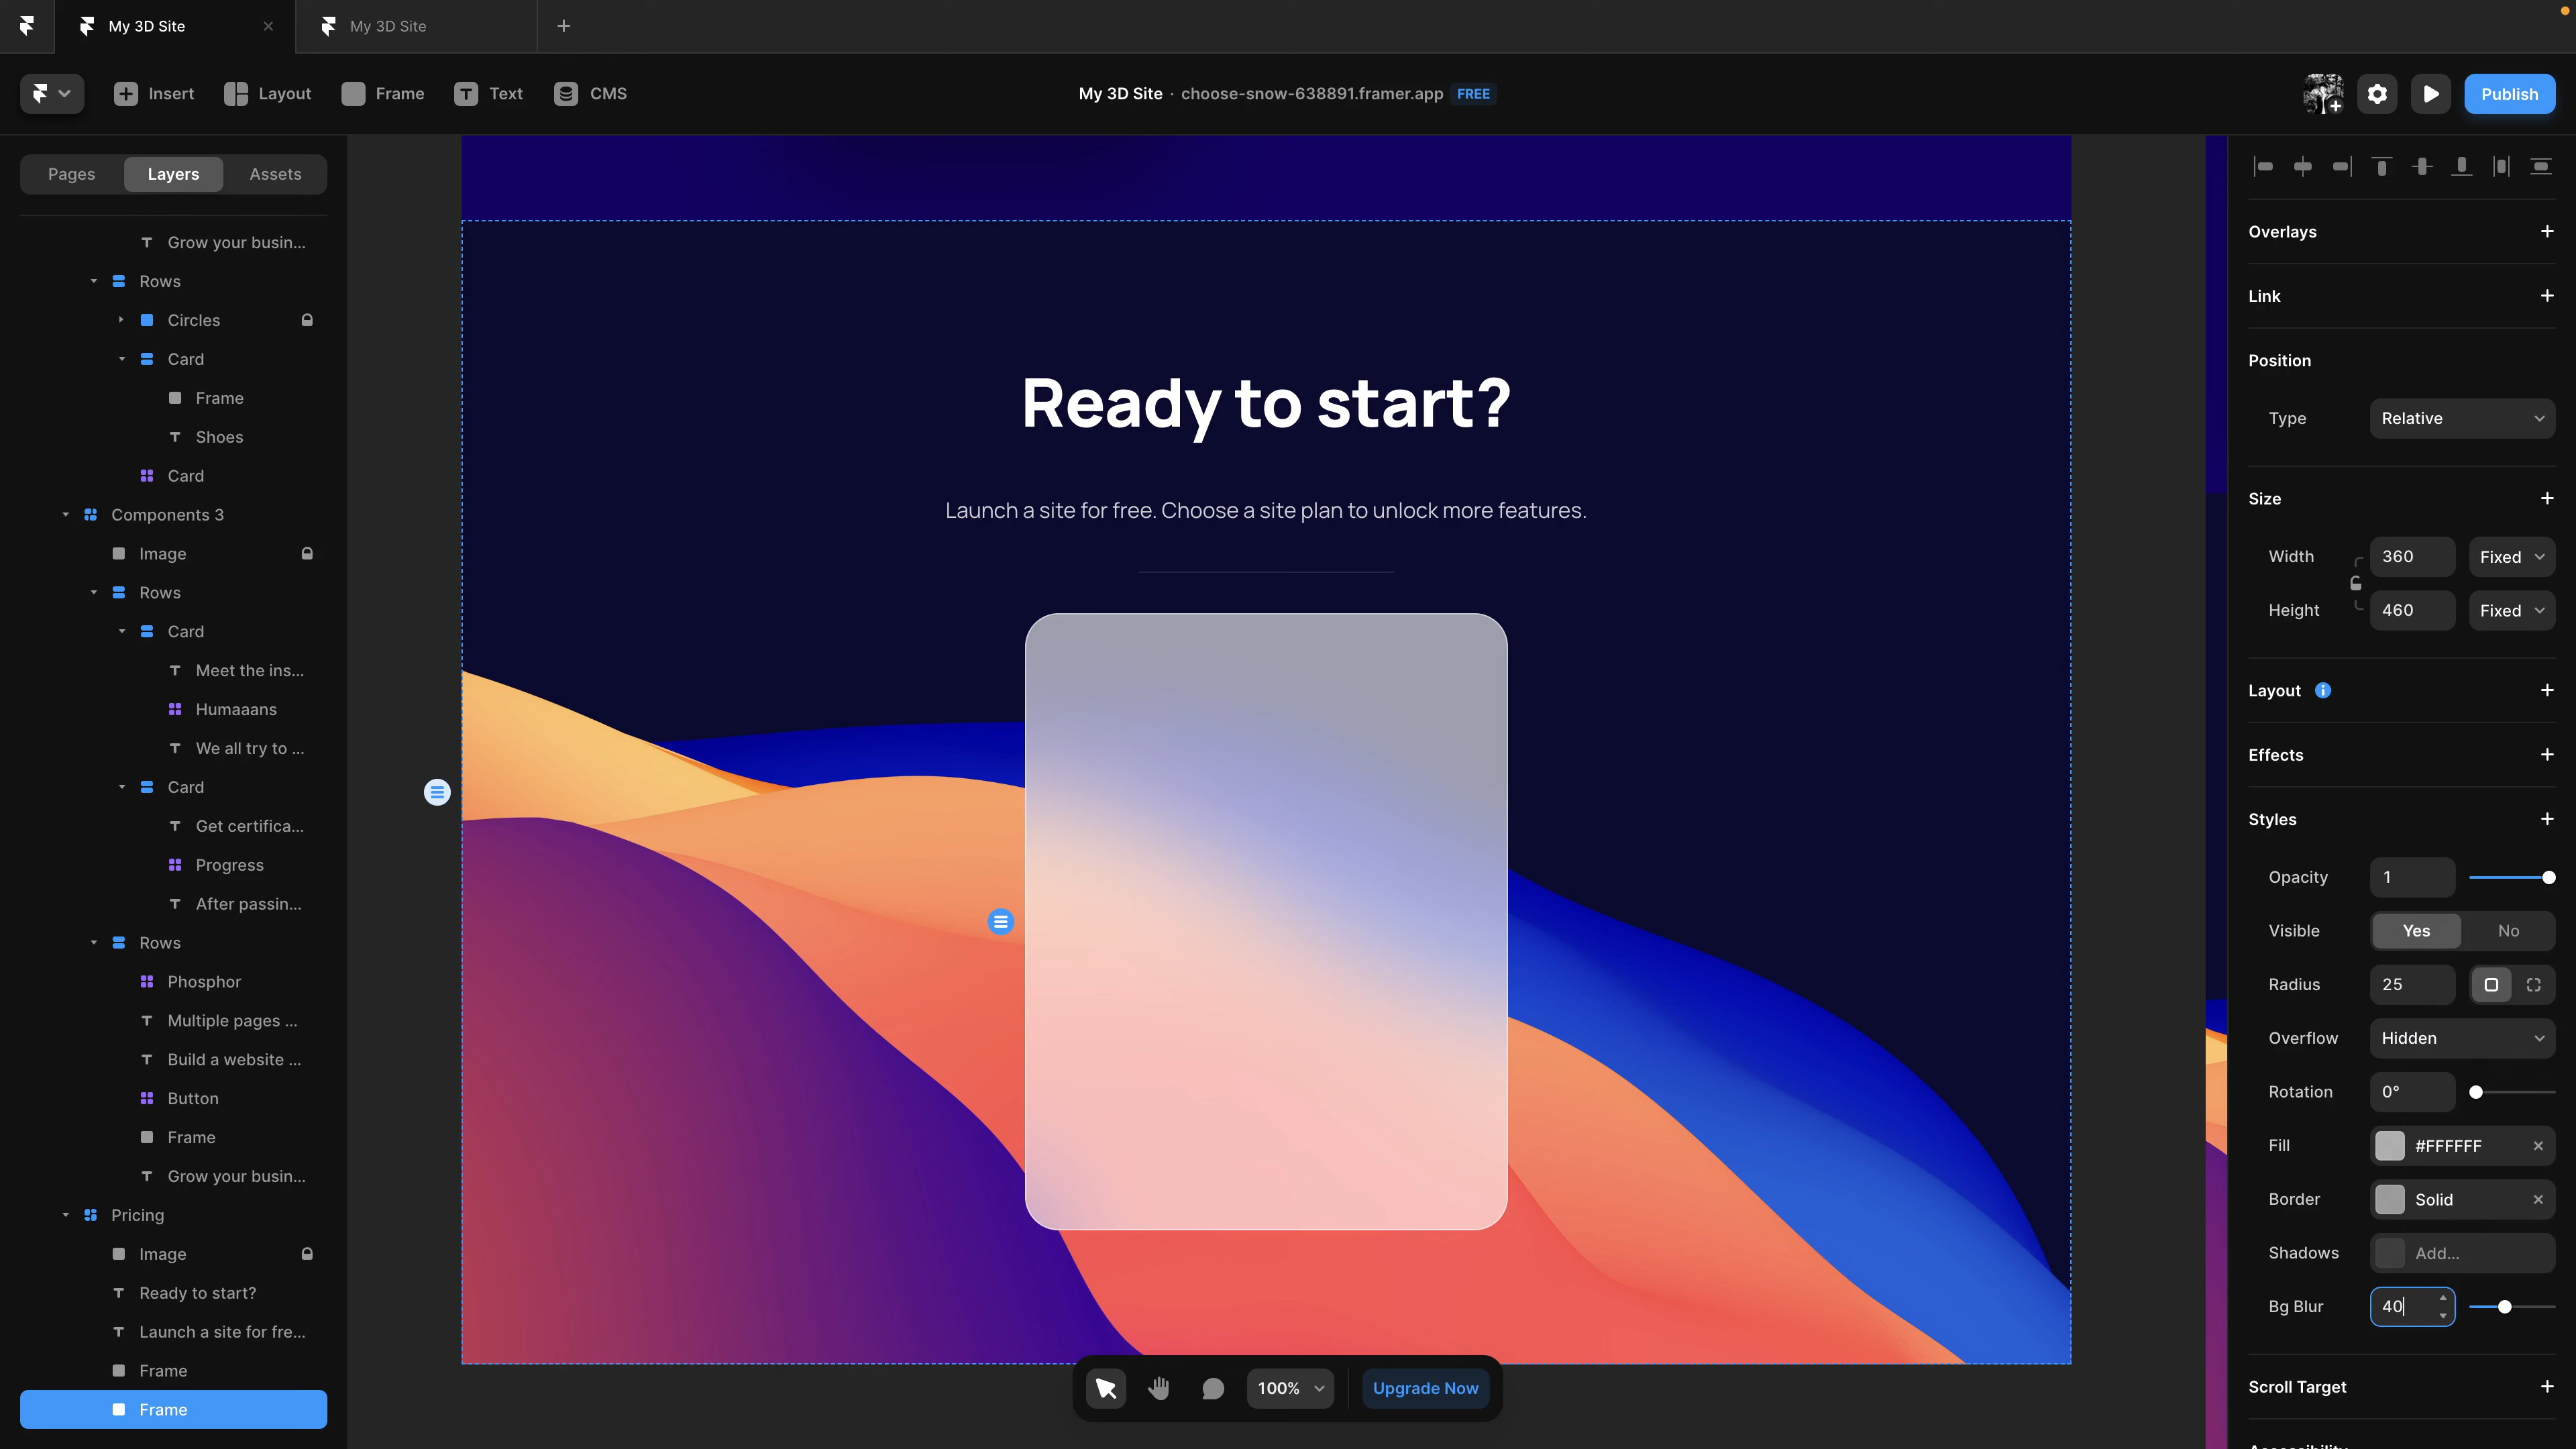 My 3D Site
My 3D Site
Insert
Layout
Frame
Text
CMS
My 3D Site · choose-snow-638891.framer.app FREE
Publish
Pages
Layers
Assets
Grow your busin...
Rows
Circles
Card
Frame
Shoes
Card
Components 3
Image
Rows
Card
Meet the ins...
Humaaans
We all try to ...
Card
Get certifica...
Progress
After passin...
Rows
Phosphor
Multiple pages ...
Build a website ...
Button
Frame
Grow your busin...
Pricing
Image
Ready to start?
Launch a site for fre...
Frame
Frame
Ready to start?
Launch a site for free. Choose a site plan to unlock more features.
100%
Upgrade Now
Overlays
Link
Position
Type Relative
Size
Width 360 Fixed
Height 460 Fixed
Layout
Effects
Styles
Opacity 1
Visible Yes No
Radius 25
Overflow Hidden
Rotation 0°
Fill #FFFFFF
Border Solid
Shadows Add...
Bg Blur 40
Scroll Target